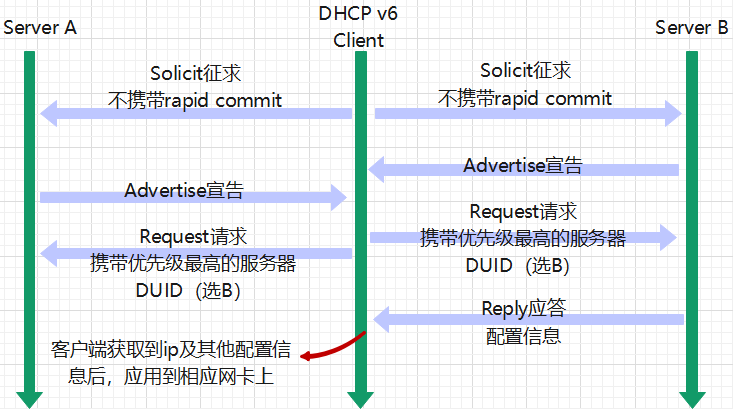 Server A
DHCP v6
Client
Server B
Solicit征求
不携带rapid commit
Solicit征求
不携带rapid commit
Advertise宣告
Advertise宣告
Request请求
携带优先级最高的服务器
DUID（选B）
Request请求
携带优先级最高的服务器
DUID（选B）
Reply应答
配置信息
客户端获取到ip及其他配置信
息后，应用到相应网卡上